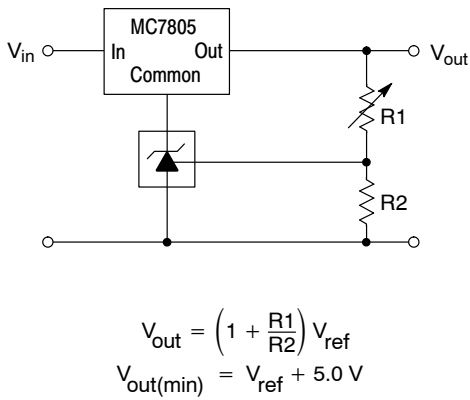 MC7805
V_in In Out V_out
Common
R1
R2
V_out = (1 + R1/R2) V_ref
V_out(min) = V_ref + 5.0 V